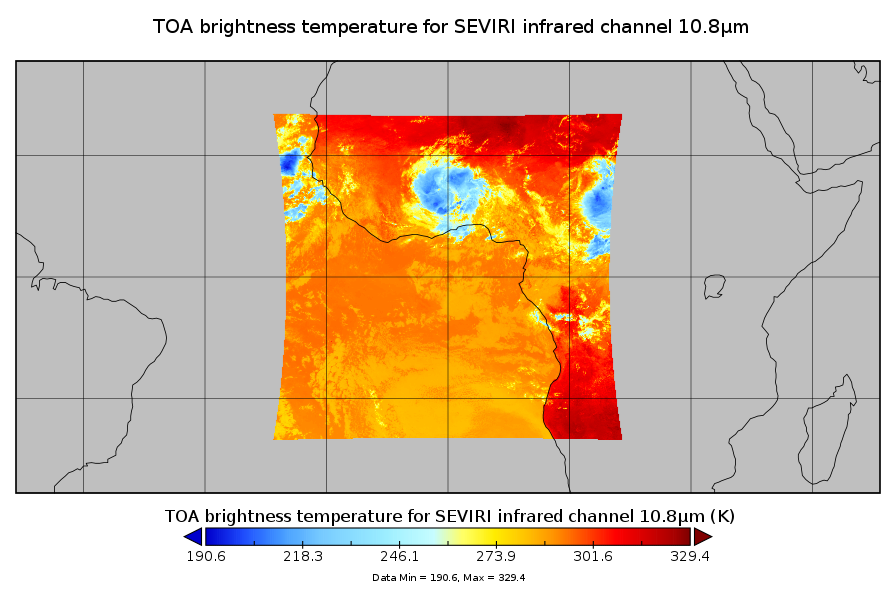 TOA brightness temperature for SEVIRI infrared channel 10.8µm
TOA brightness temperature for SEVIRI infrared channel 10.8µm (K)
190.6 218.3 246.1 273.9 301.6 329.4
Data Min = 190.6, Max = 329.4